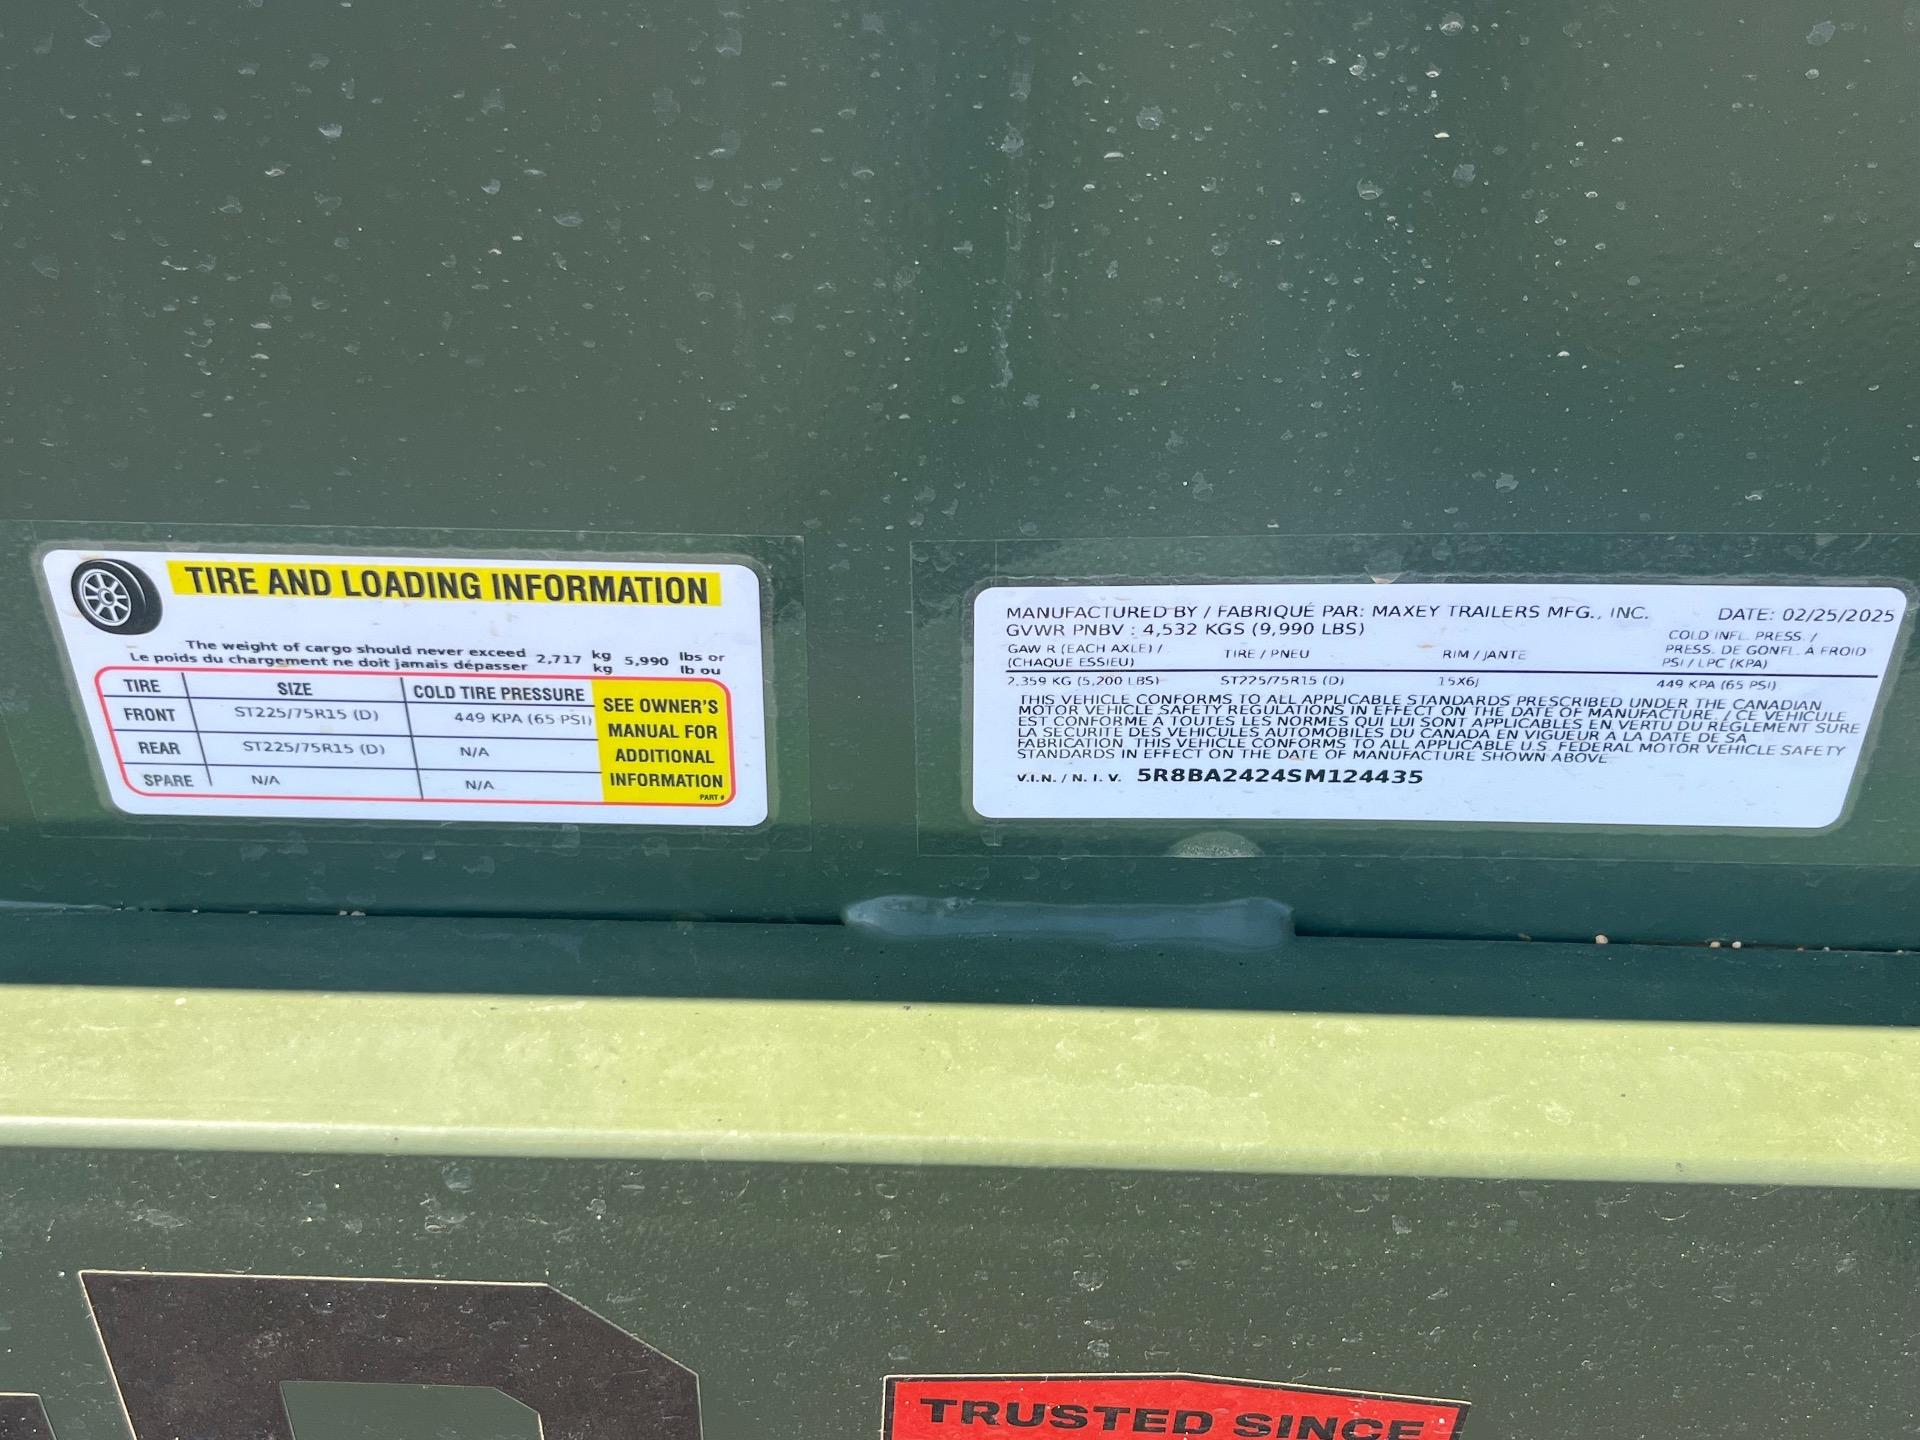 TIRE AND LOADING INFORMATION
The weight of cargo should never exceed 2,717 kg 5,990 lbs or
Le poids du chargement ne doit jamais dépasser kg lb ou
TIRE SIZE COLD TIRE PRESSURE
FRONT ST225/75R15 (D) 449 KPA (65 PSI)
REAR ST225/75R15 (D) N/A
SPARE N/A N/A
SEE OWNER'S
MANUAL FOR
ADDITIONAL
INFORMATION
PART #
MANUFACTURED BY / FABRIQUÉ PAR: MAXEY TRAILERS MFG., INC. DATE: 02/25/2025
GVWR PNBV : 4,532 KGS (9,990 LBS)
GAW R (EACH AXLE) /
(CHAQUE ESSIEU)
TIRE / PNEU
RIM / JANTE
COLD INFL. PRESS. /
PRESS. DE GONFL. À FROID
PSI / LPC (KPA)
2.359 KG (5,200 LBS) ST225/75R15 (D) 15X6J 449 KPA (65 PSI)
THIS VEHICLE CONFORMS TO ALL APPLICABLE STANDARDS PRESCRIBED UNDER THE CANADIAN
MOTOR VEHICLE SAFETY REGULATIONS IN EFFECT ON THE DATE OF MANUFACTURE. / CE VEHICULE
EST CONFORME A TOUTES LES NORMES QUI LUI SONT APPLICABLES EN VERTU DU RÈGLEMENT SURE
LA SECURITE DES VEHICULES AUTOMOBILES DU CANADA EN VIGUEUR A LA DATE DE SA
FABRICATION. THIS VEHICLE CONFORMS TO ALL APPLICABLE U.S. FEDERAL MOTOR VEHICLE SAFETY
STANDARDS IN EFFECT ON THE DATE OF MANUFACTURE SHOWN ABOVE
V.I.N. / N. I. V. 5R8BA2424SM124435
TRUSTED SINCE